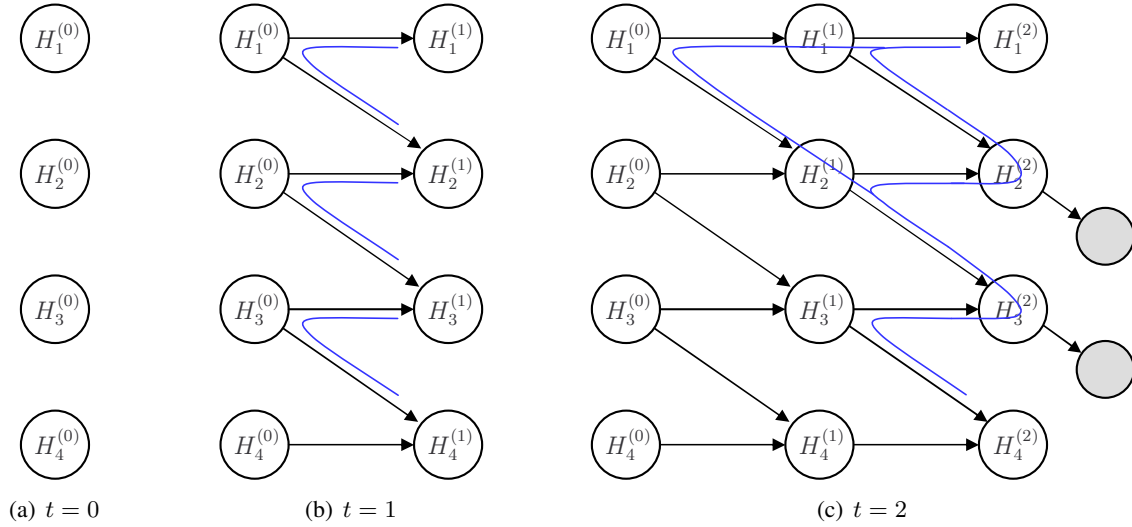 H_1^{(0)} H_1^{(0)} H_1^{(1)} H_1^{(0)} H_1^{(1)} H_1^{(2)}
H_2^{(0)} H_2^{(0)} H_2^{(1)} H_2^{(0)} H_2^{(1)} H_2^{(2)}
H_3^{(0)} H_3^{(0)} H_3^{(1)} H_3^{(0)} H_3^{(1)} H_3^{(2)}
H_4^{(0)} H_4^{(0)} H_4^{(1)} H_4^{(0)} H_4^{(1)} H_4^{(2)}
(a) t = 0 (b) t = 1 (c) t = 2